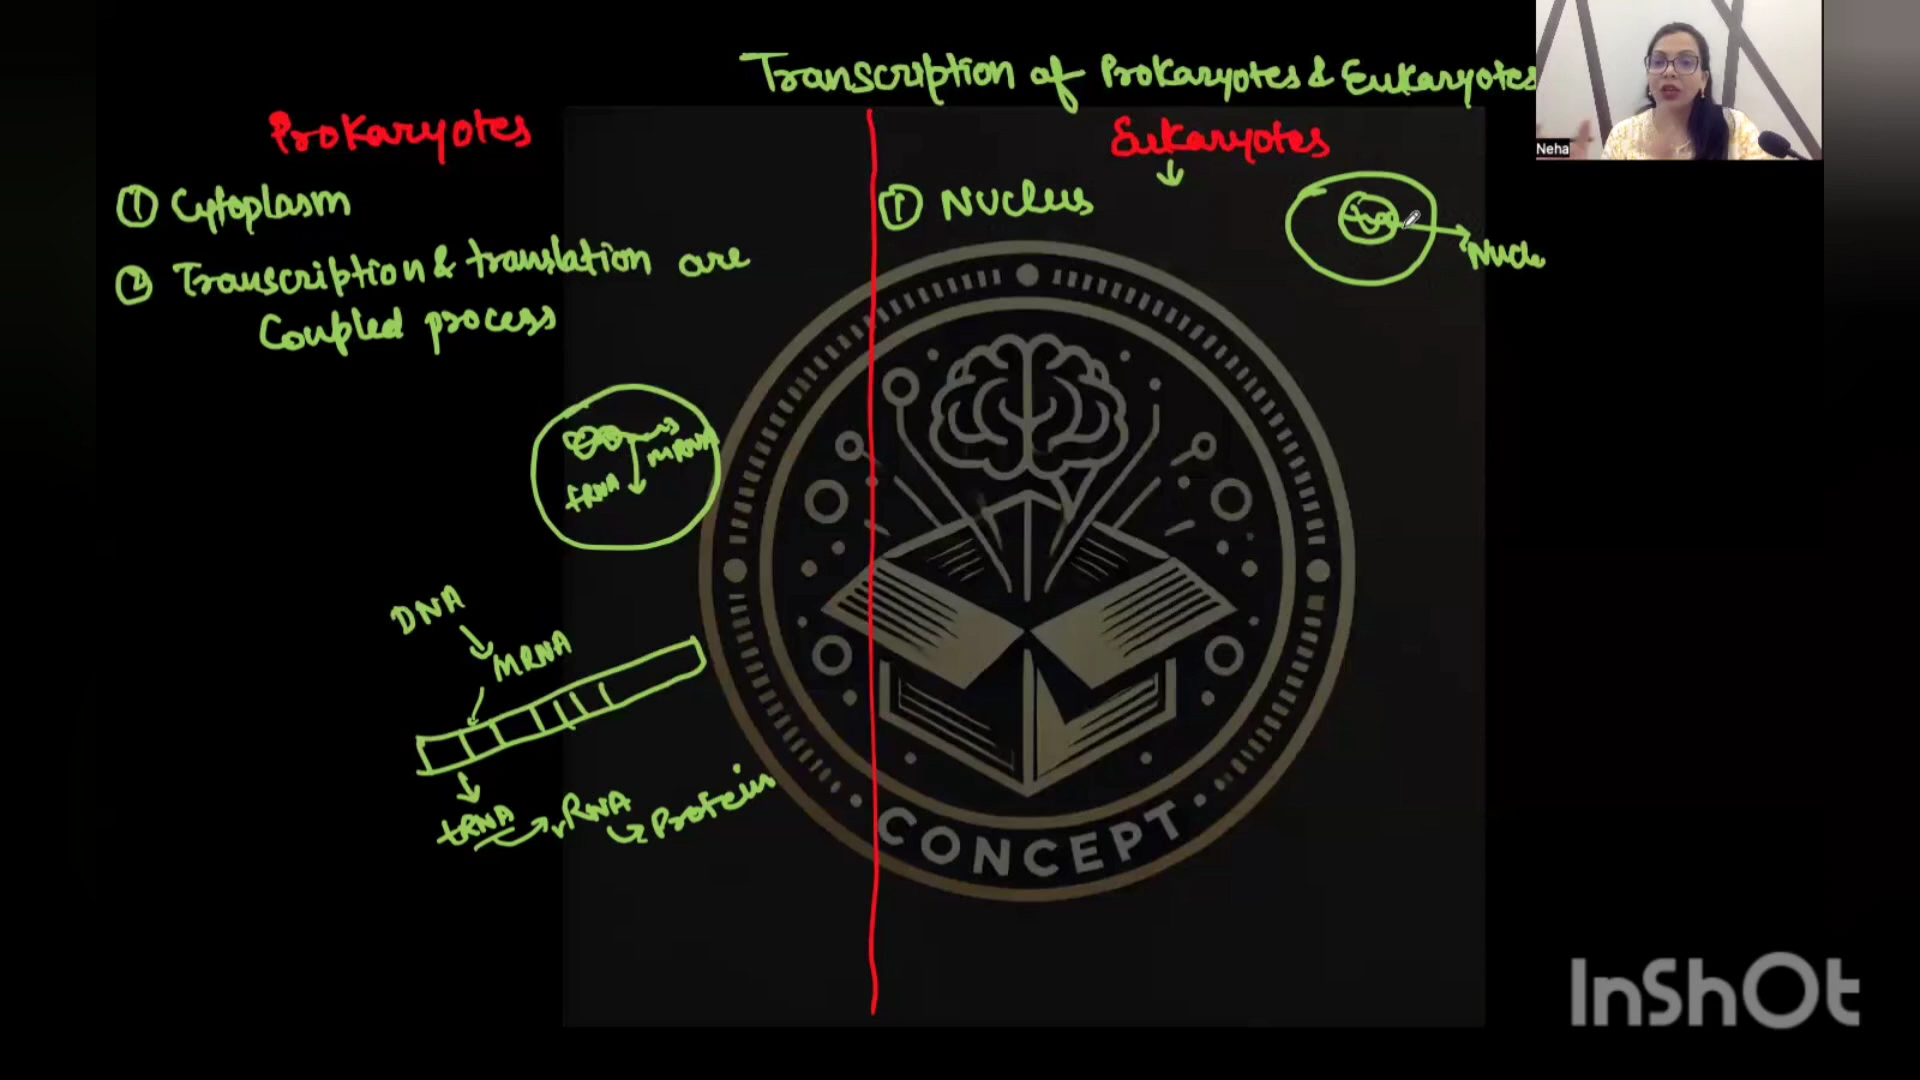 Transcription of Prokaryotes & Eukaryotes
Neha
Prokaryotes
① Cytoplasm
② Transcription & translation are
Coupled process
mRNA
tRNA
DNA
mRNA
tRNA
rRNA
Protein
Eukaryotes
① Nucleus
Nucle
CONCEPT
InShOt